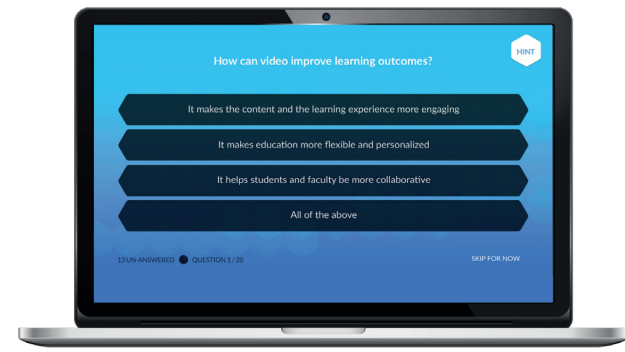 HINT
How can video improve learning outcomes?
It makes the content and the learning experience more engaging
It makes education more flexible and personalized
It helps students and faculty be more collaborative
All of the above
13 UN-ANSWERED QUESTION 1 / 20
SKIP FOR NOW